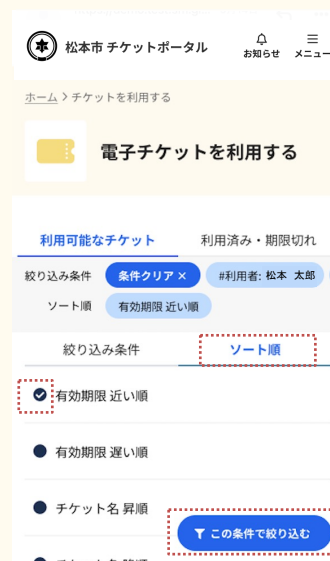 松本市 チケットポータル
お知らせ
メニュー
ホーム > チケットを利用する
電子チケットを利用する
利用可能なチケット
利用済み・期限切れ
絞り込み条件
条件クリア ×
#利用者: 松本 太郎
ソート順
有効期限 近い順
絞り込み条件
ソート順
有効期限 近い順
有効期限 遅い順
チケット名 昇順
この条件で絞り込む